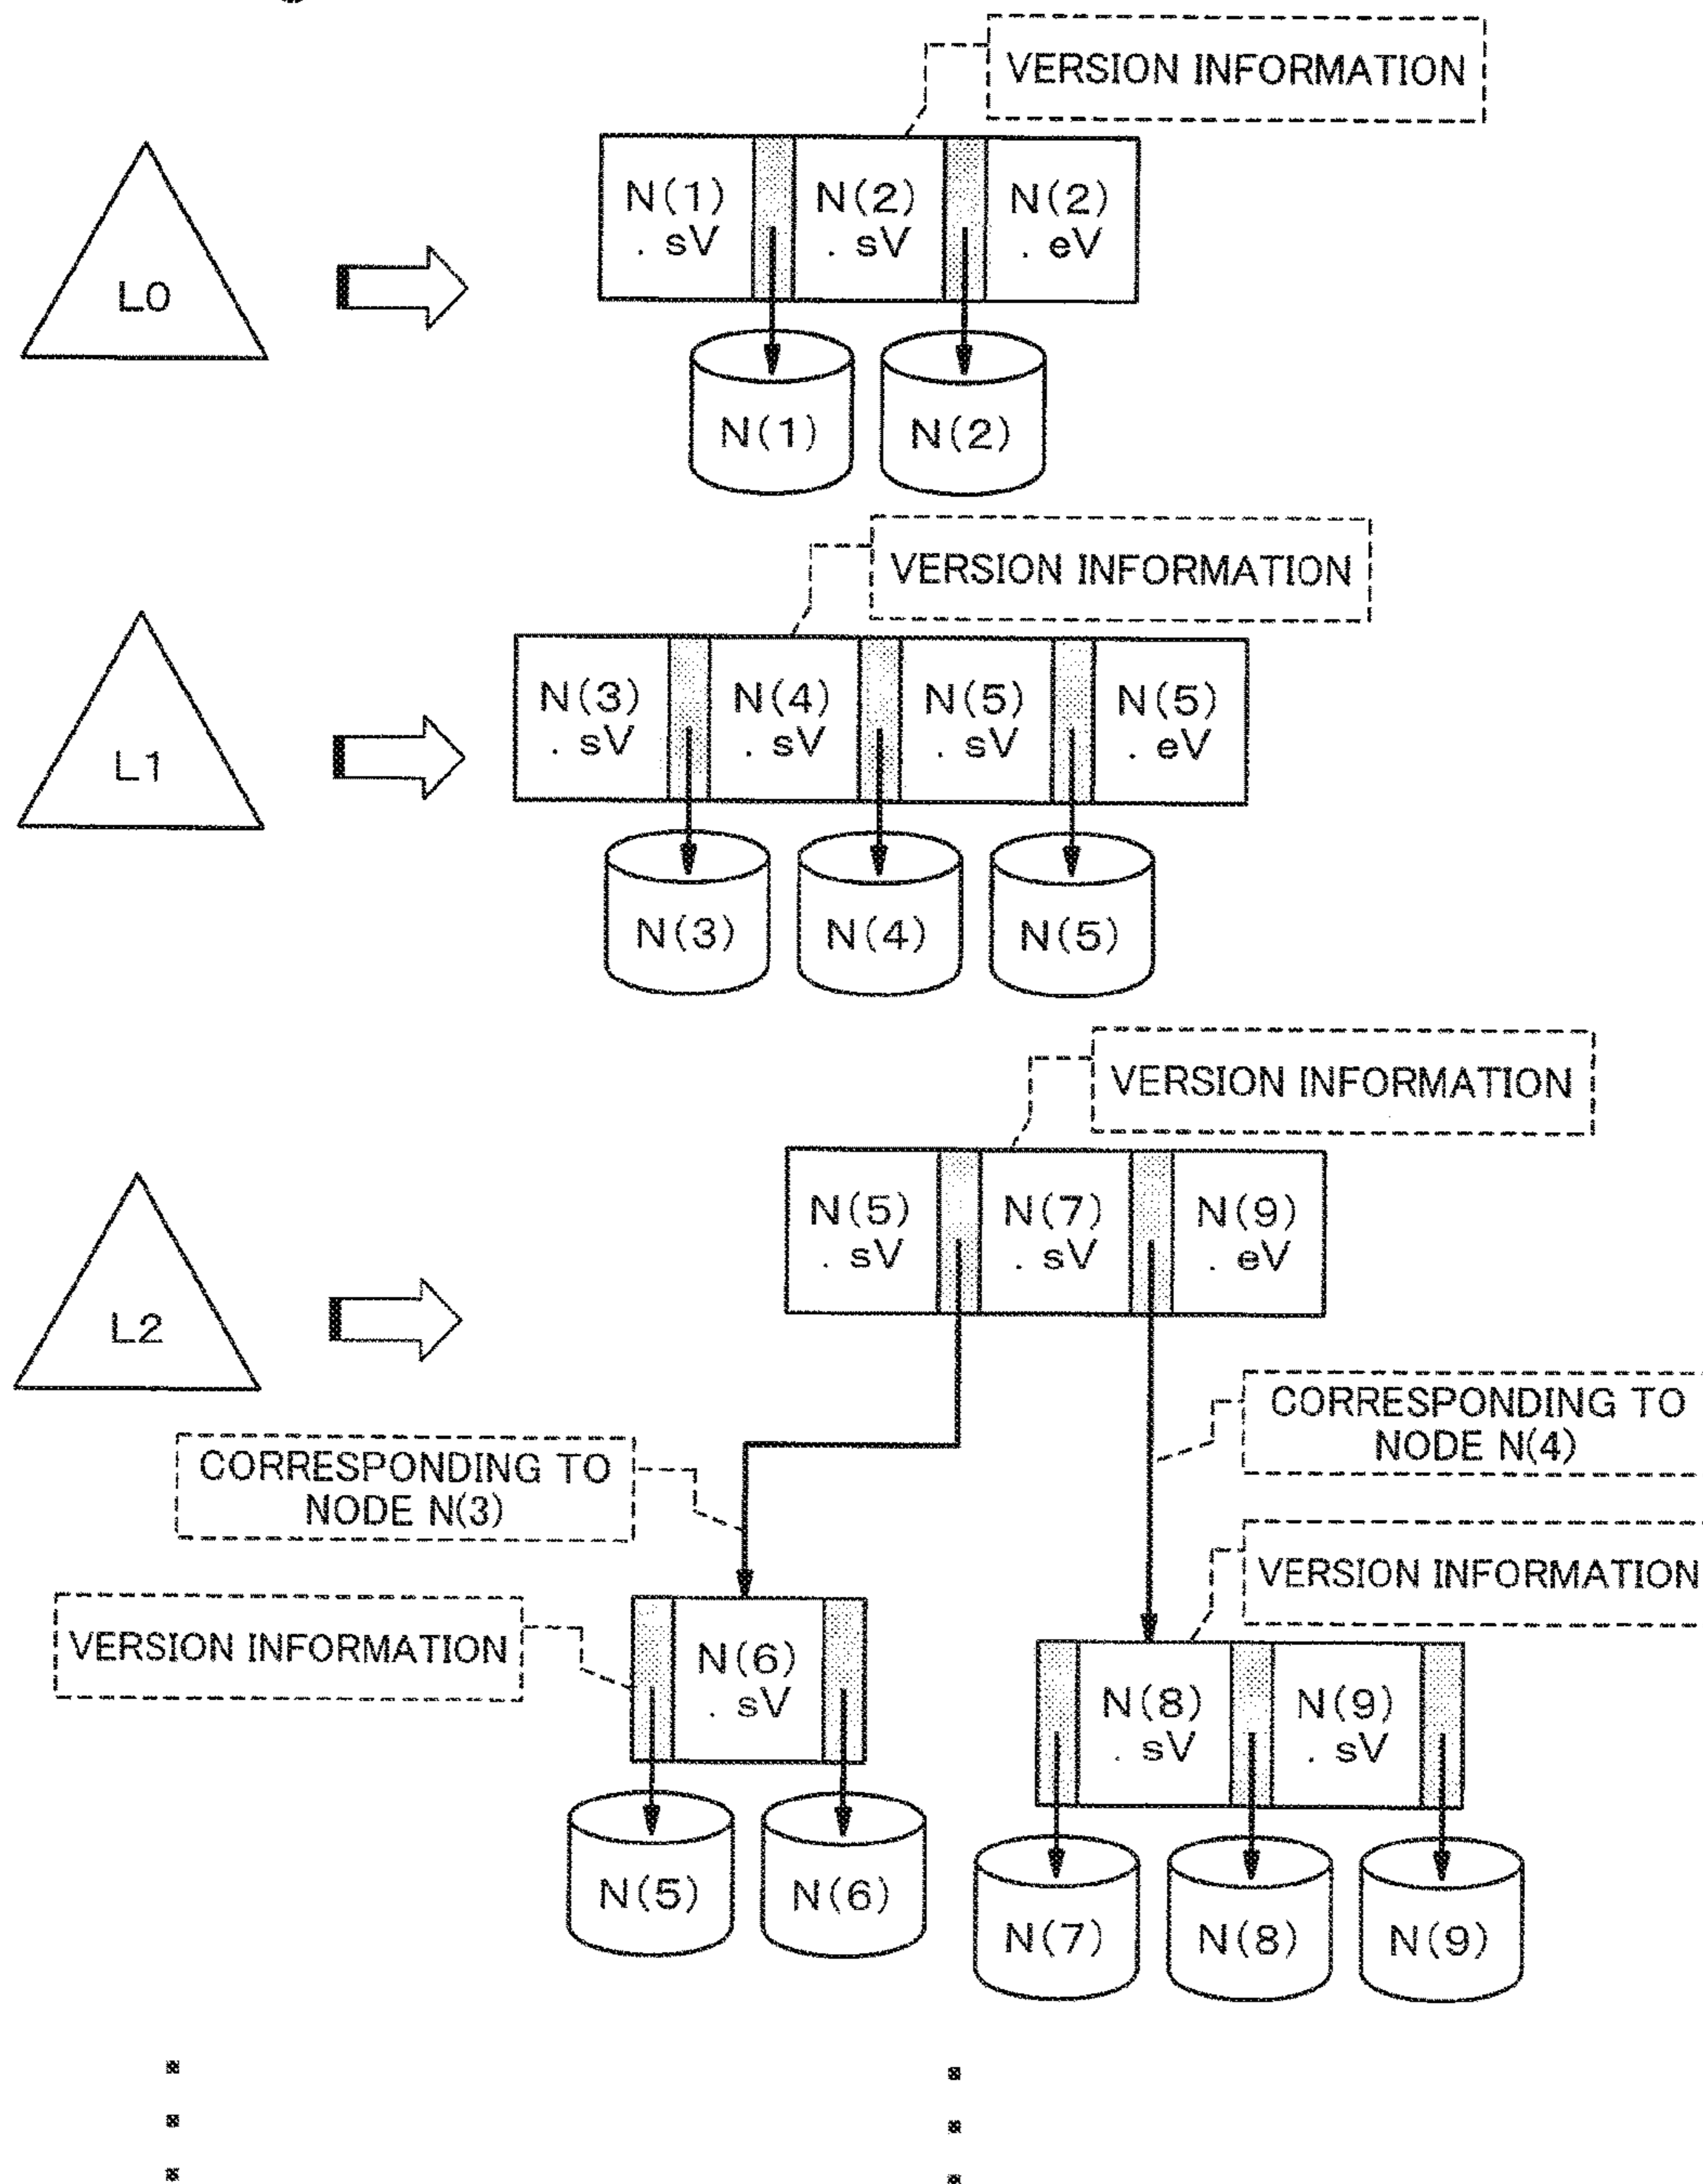 VERSION INFORMATION
N(1) N(2) N(2)
. sV . sV . eV
L0
N(1) N(2)
VERSION INFORMATION
N(3) N(4) N(5) N(5)
. sV . sV . sV . eV
L1
N(3) N(4) N(5)
VERSION INFORMATION
N(5) N(7) N(9)
. sV . sV . eV
L2
CORRESPONDING TO
NODE N(4)
CORRESPONDING TO
NODE N(3)
VERSION INFORMATION
VERSION INFORMATION
N(6)
. sV
N(8) N(9)
. sV . sV
N(5) N(6)
N(7) N(8) N(9)